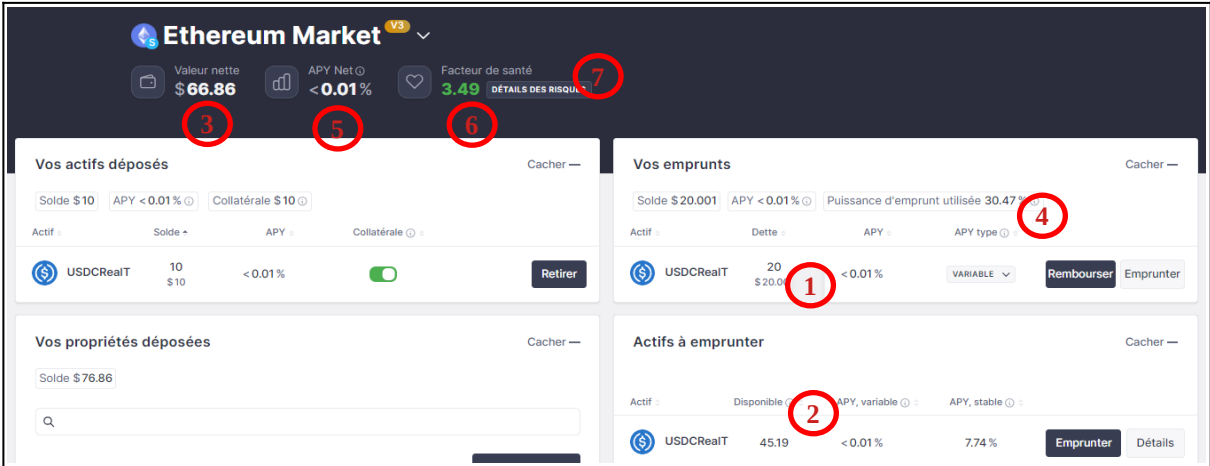 Ethereum Market V3
Valeur nette
$66.86
3
APY Net
<0.01%
5
Facteur de santé
3.49 DÉTAILS DES RISQUES
7
6
Vos actifs déposés
Cacher —
Solde $10 APY <0.01% Collatérale $10
Actif Solde APY Collatérale
USDCRealT 10 <0.01% Retirer
$10
Vos propriétés déposées
Cacher —
Solde $76.86
Vos emprunts
Cacher —
Solde $20.001 APY <0.01% Puissance d'emprunt utilisée 30.47%
4
Actif Dette APY APY type
USDCRealT 20 <0.01% VARIABLE Rembourser Emprunter
1
Actifs à emprunter
Cacher —
Actif Disponible APY, variable APY, stable
2
USDCRealT 45.19 <0.01% 7.74% Emprunter Détails